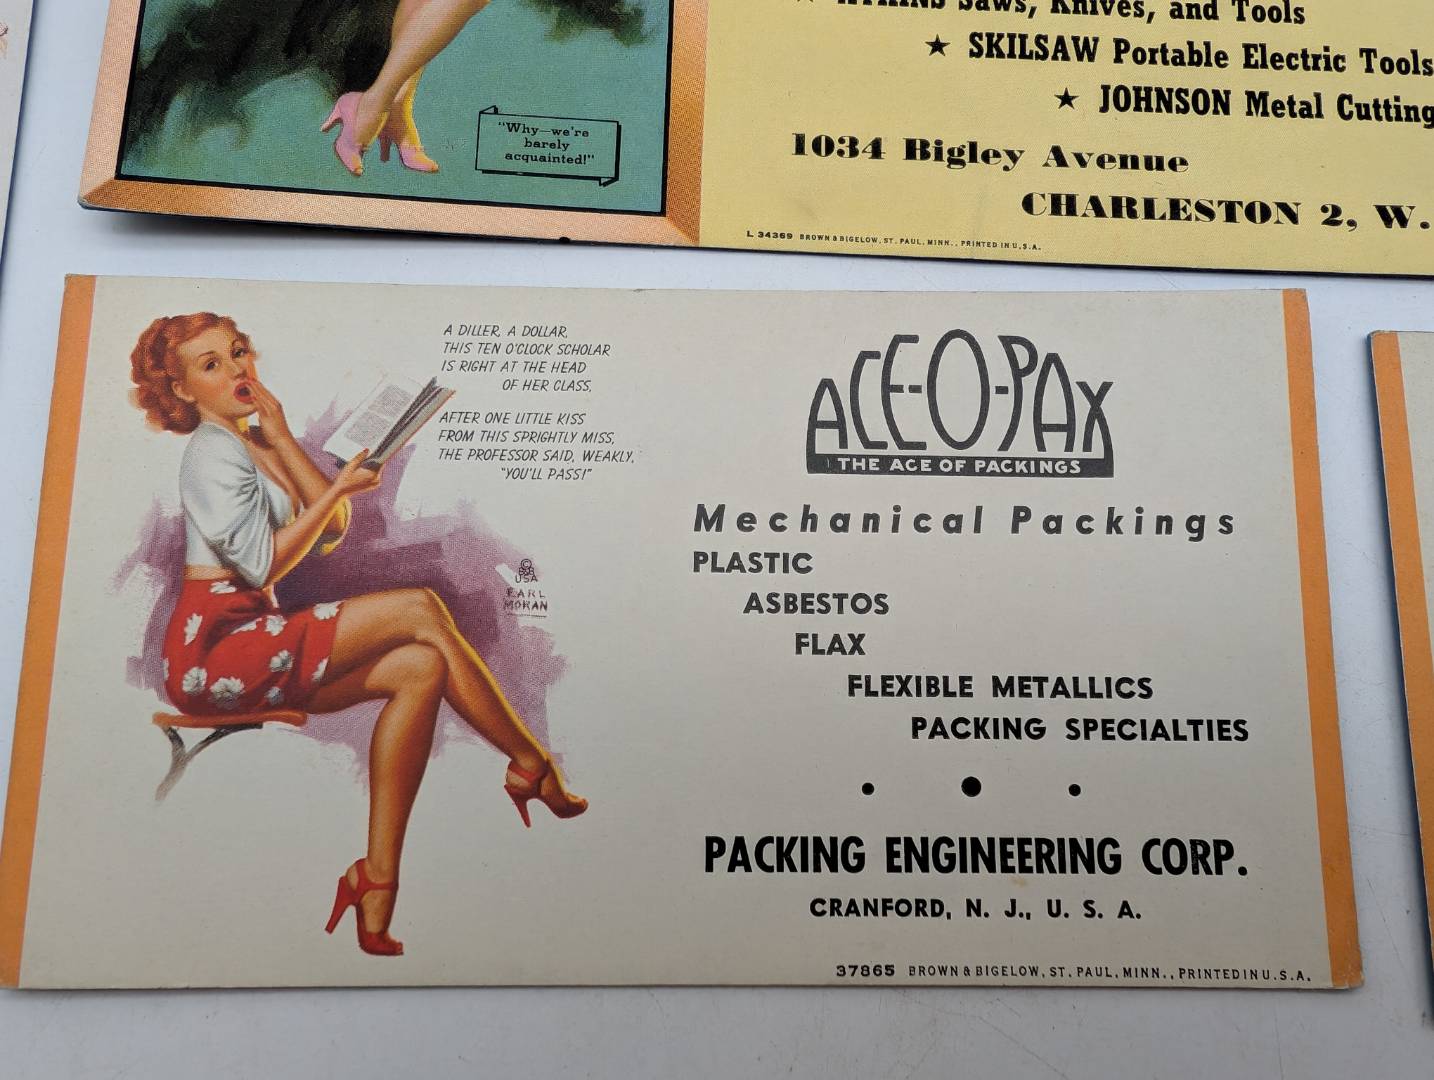 Saws, Knives, and Tools
★ SKILSAW Portable Electric Tools
★ JOHNSON Metal Cutting
"Why—we're
barely
acquainted!"
1034 Bigley Avenue
CHARLESTON 2, W.
L 34369 BROWN & BIGELOW, ST. PAUL, MINN., PRINTED IN U.S.A.
A DILLER, A DOLLAR,
THIS TEN O'CLOCK SCHOLAR
IS RIGHT AT THE HEAD
OF HER CLASS,
AFTER ONE LITTLE KISS
FROM THIS SPRIGHTLY MISS,
THE PROFESSOR SAID, WEAKLY,
"YOU'LL PASS!"
© B&B
USA
EARL
MORAN
ACE-O-PAX
THE ACE OF PACKINGS
Mechanical Packings
PLASTIC
ASBESTOS
FLAX
FLEXIBLE METALLICS
PACKING SPECIALTIES
PACKING ENGINEERING CORP.
CRANFORD, N. J., U. S. A.
37865 BROWN & BIGELOW, ST. PAUL, MINN., PRINTED IN U.S.A.